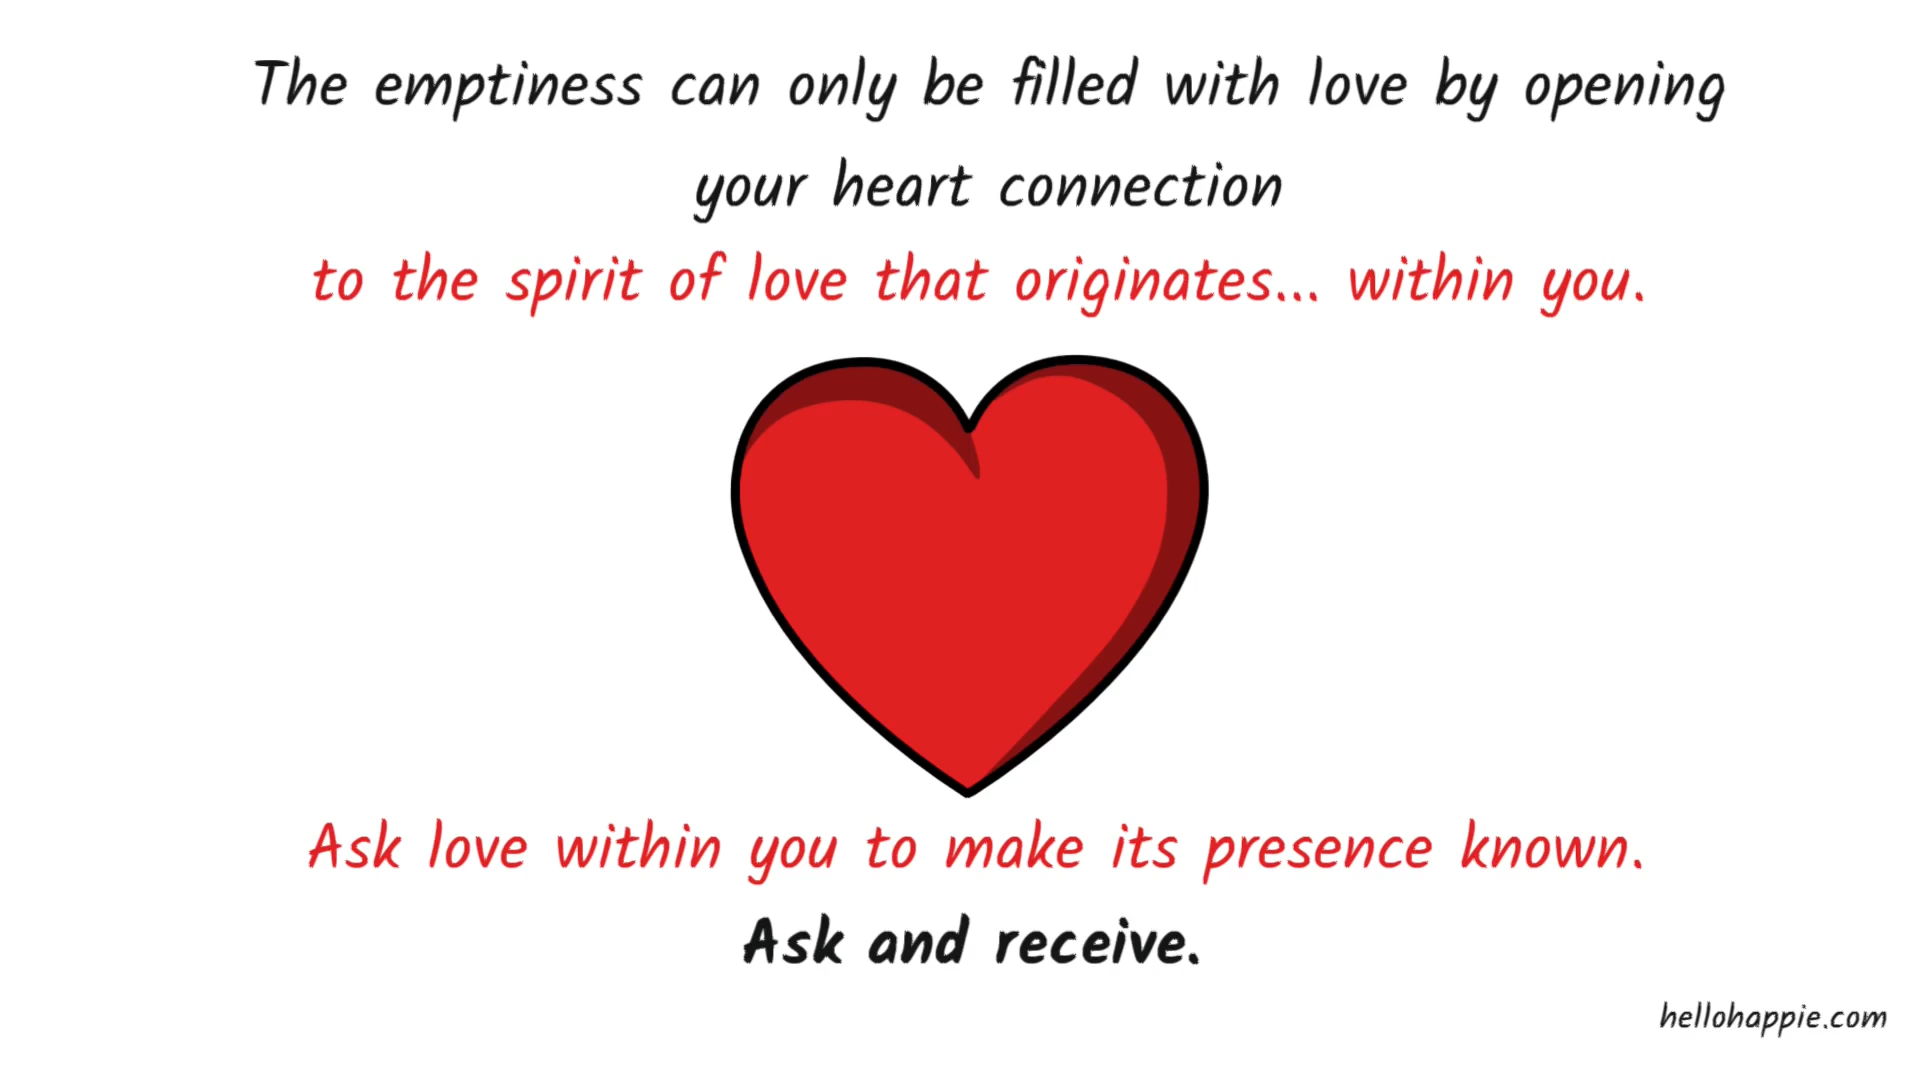 The emptiness can only be filled with love by opening
your heart connection
to the spirit of love that originates... within you.
Ask love within you to make its presence known.
Ask and receive.
hellohappie.com